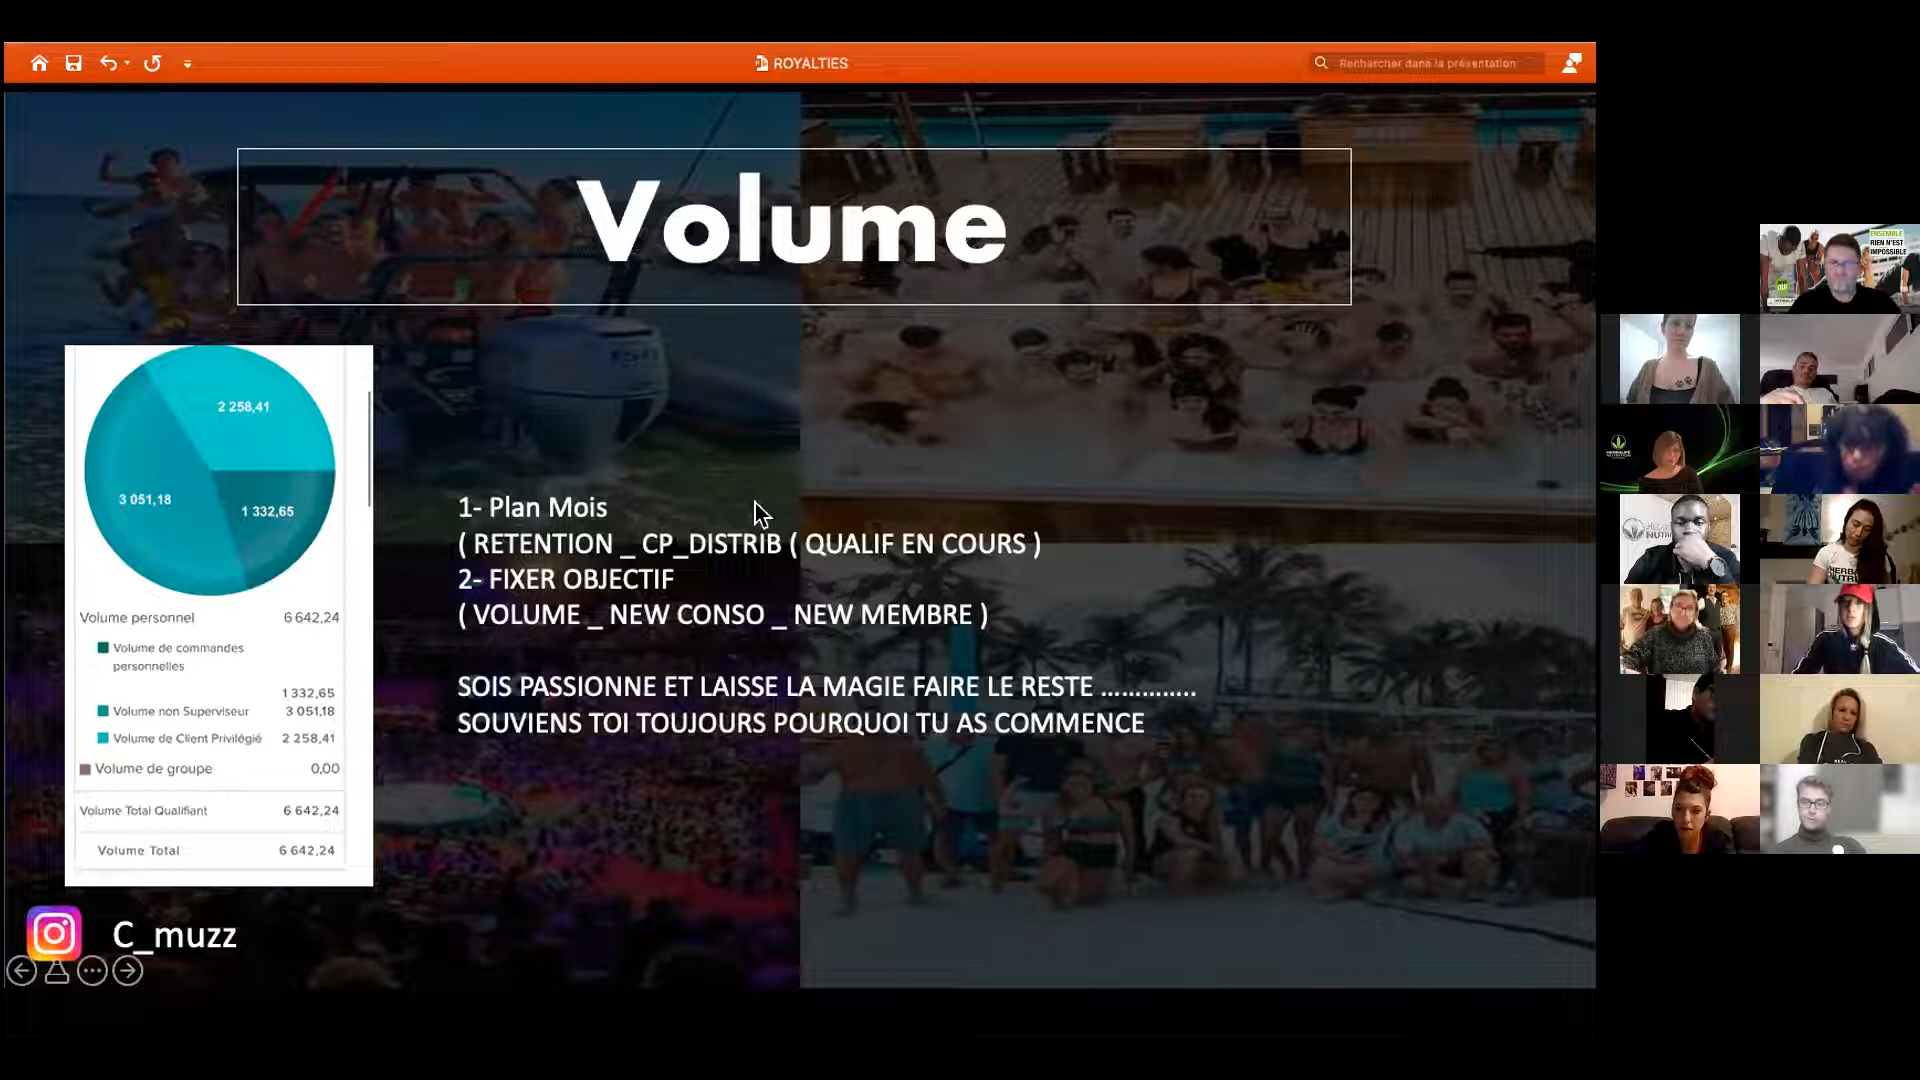 ROYALTIES
Rechercher dans la présentation
Volume
2 258,41
3 051,18
1 332,65
Volume personnel 6 642,24
Volume de commandes
personnelles
1 332,65
Volume non Superviseur 3 051,18
Volume de Client Privilégié 2 258,41
Volume de groupe 0,00
Volume Total Qualifiant 6 642,24
Volume Total 6 642,24
1- Plan Mois
( RETENTION _ CP_DISTRIB ( QUALIF EN COURS )
2- FIXER OBJECTIF
( VOLUME _ NEW CONSO _ NEW MEMBRE )
SOIS PASSIONNE ET LAISSE LA MAGIE FAIRE LE RESTE .............
SOUVIENS TOI TOUJOURS POURQUOI TU AS COMMENCE
C_muzz
ENSEMBLE
RIEN N'EST
IMPOSSIBLE
OUI
HERBALIFE
NUTRITION